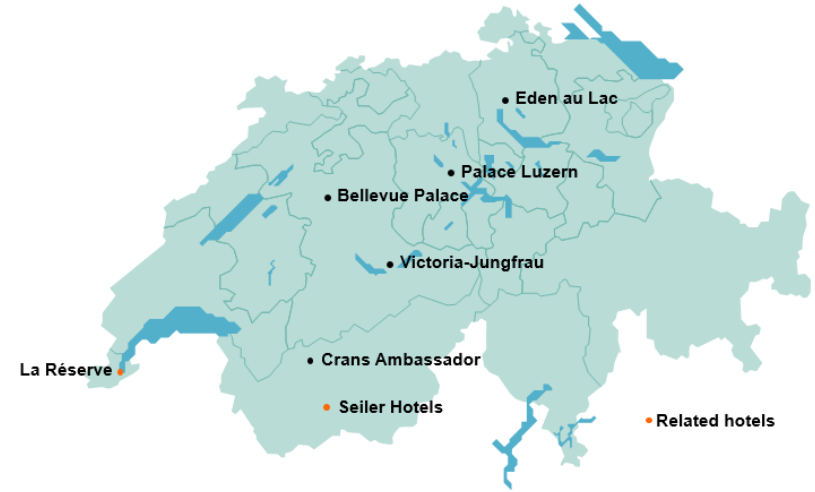 Eden au Lac
Palace Luzern
Bellevue Palace
Victoria-Jungfrau
Crans Ambassador
La Réserve
Seiler Hotels
Related hotels